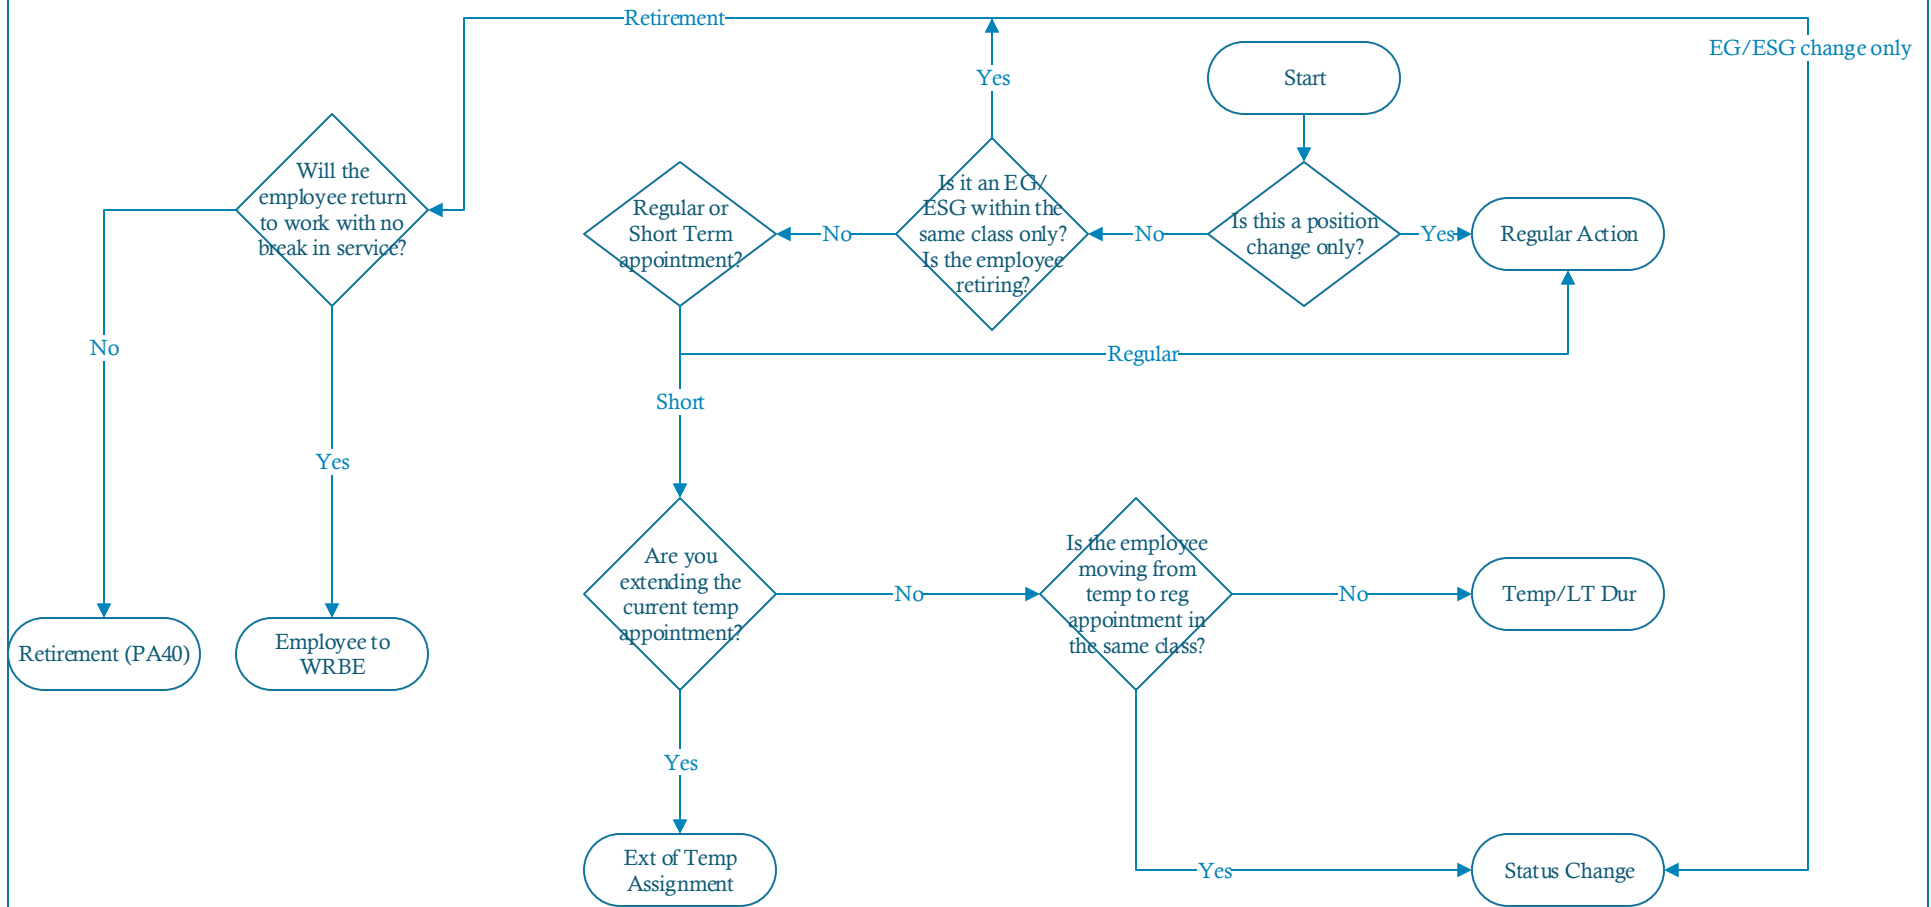 Retirement
EG/ESG change only
Yes
Start
Will the
employee return
to work with no
break in service?
Regular or
Short Term
appointment?
No
Is it an EG/
ESG within the
same class only?
Is the employee
retiring?
No
Is this a position
change only?
Yes
Regular Action
No
Regular
Short
Yes
Are you
extending the
current temp
appointment?
No
Is the employee
moving from
temp to reg
appointment in
the same class?
No
Temp/LT Dur
Retirement (PA40)
Employee to
WRBE
Yes
Ext of Temp
Assignment
Yes
Status Change